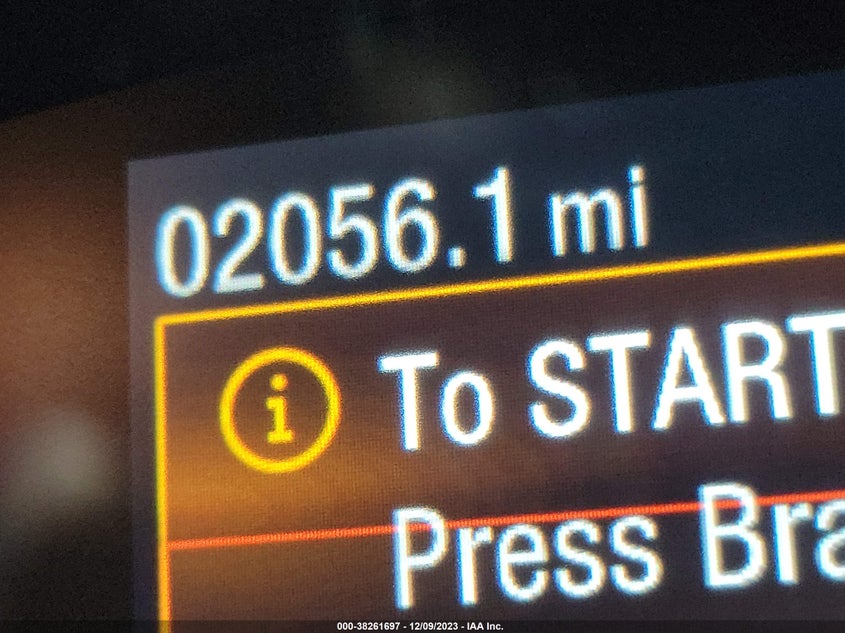 02056.1 mi
i
To START
Press Bra
000-38261697 - 12/09/2023 - IAA Inc.